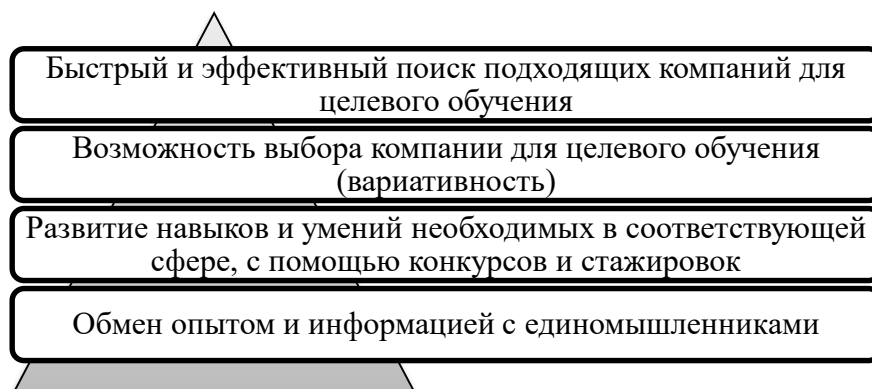 Быстрый и эффективный поиск подходящих компаний для
целевого обучения
Возможность выбора компании для целевого обучения
(вариативность)
Развитие навыков и умений необходимых в соответствующей
сфере, с помощью конкурсов и стажировок
Обмен опытом и информацией с единомышленниками